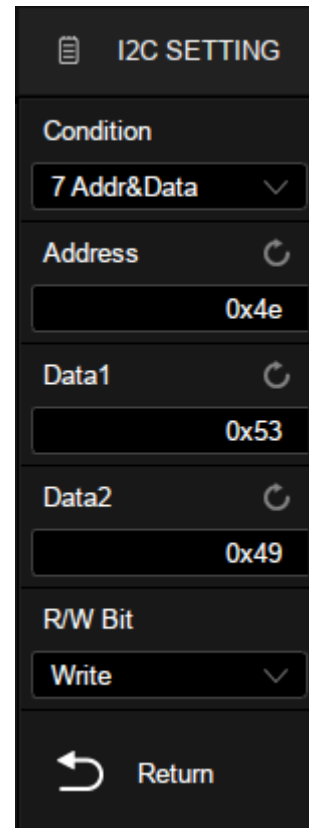 I2C SETTING
Condition
7 Addr&Data
Address
0x4e
Data1
0x53
Data2
0x49
R/W Bit
Write
Return